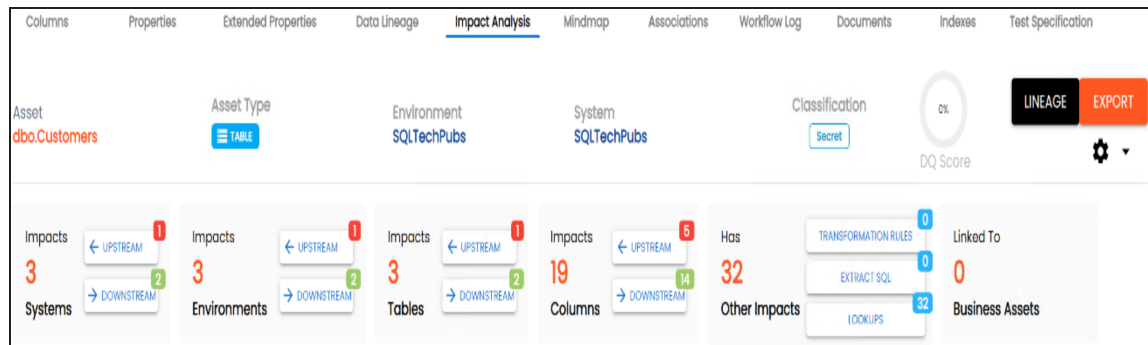 Columns Properties Extended Properties Data Lineage Impact Analysis Mindmap Associations Workflow Log Documents Indexes Test Specification
Asset
dbo.Customers
Asset Type
TABLE
Environment
SQLTechPubs
System
SQLTechPubs
Classification
Secret
0%
DQ Score
LINEAGE EXPORT
Impacts
3
Systems
← UPSTREAM 1
→ DOWNSTREAM 2
Impacts
3
Environments
← UPSTREAM 1
→ DOWNSTREAM 2
Impacts
3
Tables
← UPSTREAM 1
→ DOWNSTREAM 2
Impacts
19
Columns
← UPSTREAM 5
→ DOWNSTREAM 14
Has
32
Other Impacts
TRANSFORMATION RULES 0
EXTRACT SQL 0
LOOKUPS 32
Linked To
0
Business Assets